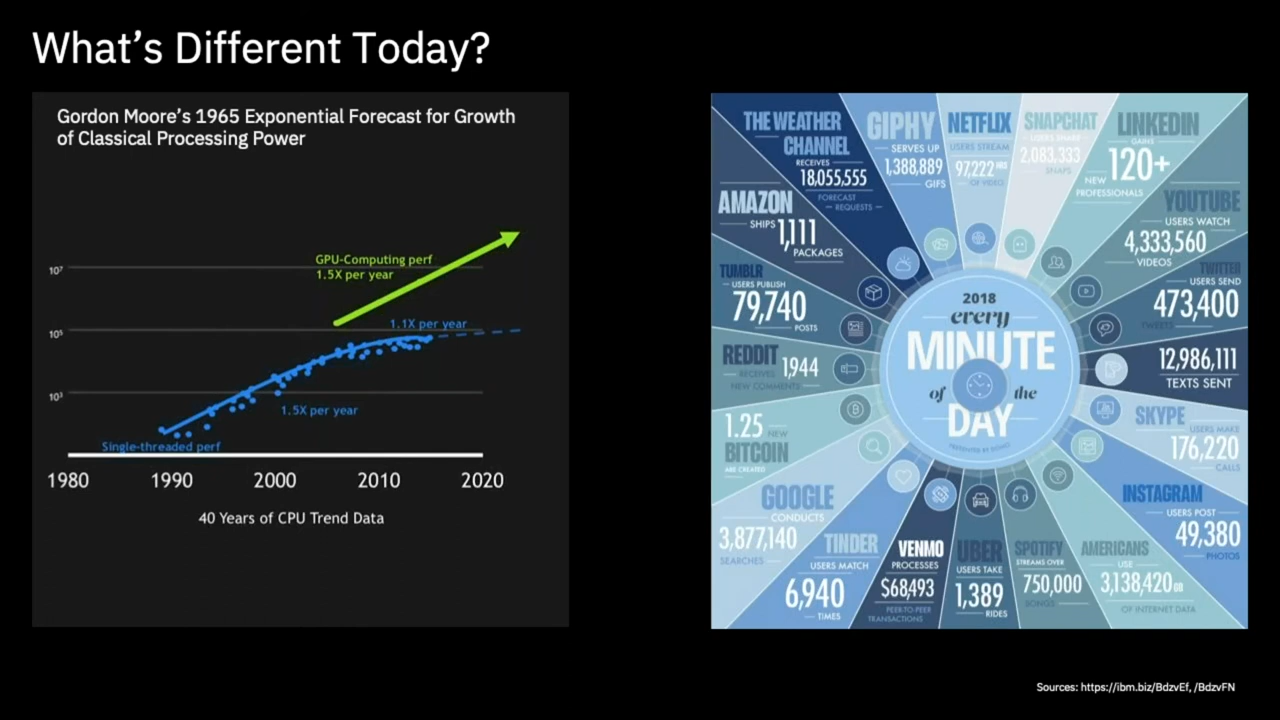 What's Different Today?
Gordon Moore's 1965 Exponential Forecast for Growth
of Classical Processing Power
GPU-Computing perf
1.5X per year
10⁷
1.1X per year
10⁵
10³
1.5X per year
Single-threaded perf
1980 1990 2000 2010 2020
40 Years of CPU Trend Data
THE WEATHER
CHANNEL
RECEIVES
18,055,555
FORECAST
REQUESTS
GIPHY
SERVES UP
1,388,889
GIFS
NETFLIX
USERS STREAM
97,222 HRS
OF VIDEO
SNAPCHAT
USERS SHARE
2,083,333
SNAPS
LINKEDIN
GAINS
120+
NEW
PROFESSIONALS
YOUTUBE
USERS WATCH
4,333,560
VIDEOS
TWITTER
USERS SEND
473,400
TWEETS
12,986,111
TEXTS SENT
SKYPE
USERS MAKE
176,220
CALLS
INSTAGRAM
USERS POST
49,380
PHOTOS
AMERICANS
USE
3,138,420 GB
OF INTERNET DATA
SPOTIFY
STREAMS OVER
750,000
SONGS
UBER
USERS TAKE
1,389
RIDES
VENMO
PROCESSES
$68,493
PEER-TO-PEER
TRANSACTIONS
TINDER
USERS MATCH
6,940
TIMES
GOOGLE
CONDUCTS
3,877,140
SEARCHES
1.25 NEW
BITCOIN
ARE CREATED
REDDIT
RECEIVES
1,944
NEW COMMENTS
TUMBLR
USERS PUBLISH
79,740
POSTS
AMAZON
SHIPS
1,111
PACKAGES
2018
every
MINUTE
of the
DAY
PRESENTED BY DOMO
Sources: https://ibm.biz/BdzvEf, /BdzvFN